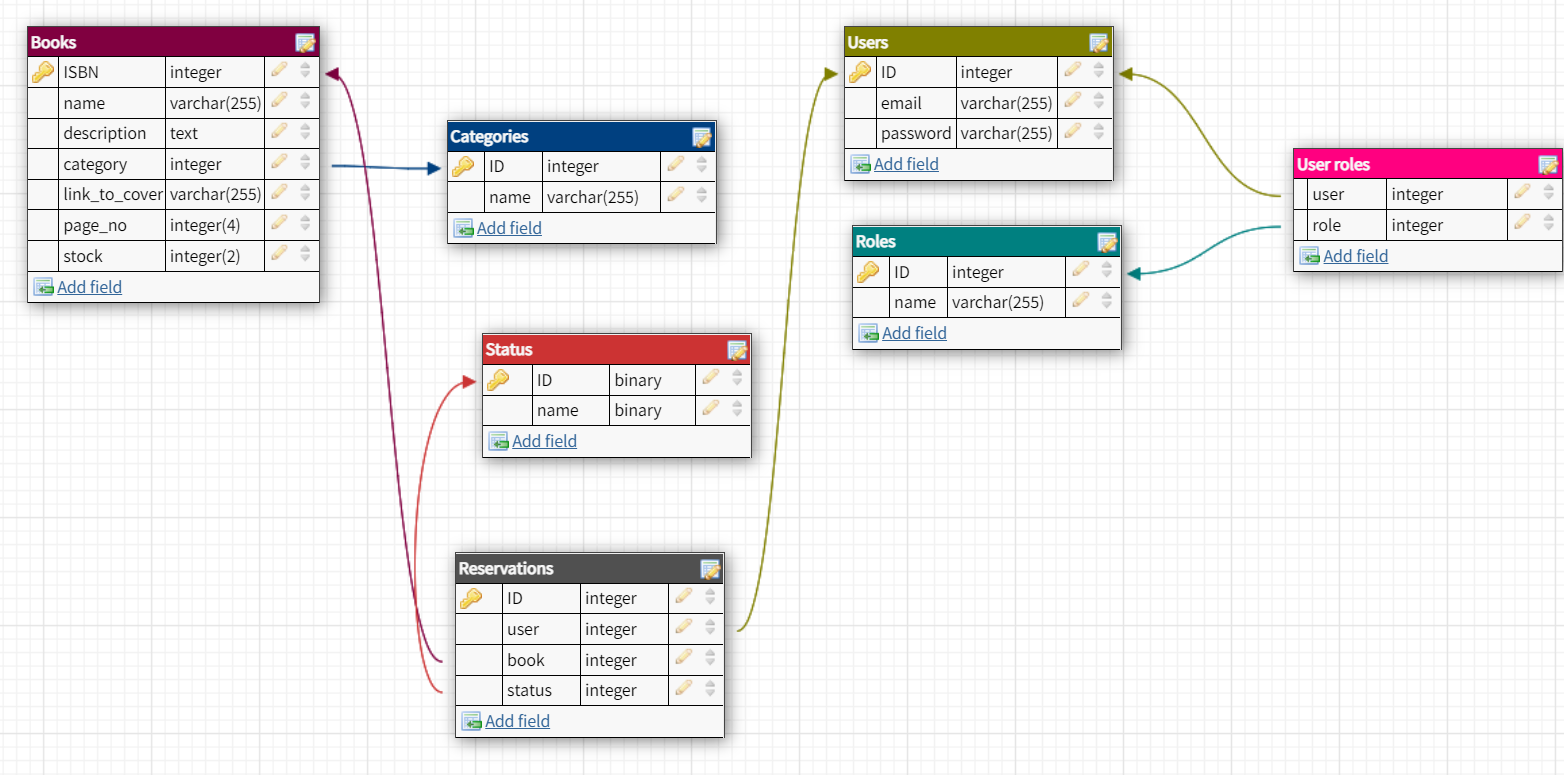 Books
ISBN integer
name varchar(255)
description text
category integer
link_to_cover varchar(255)
page_no integer(4)
stock integer(2)
Add field
Categories
ID integer
name varchar(255)
Add field
Status
ID binary
name binary
Add field
Reservations
ID integer
user integer
book integer
status integer
Add field
Users
ID integer
email varchar(255)
password varchar(255)
Add field
Roles
ID integer
name varchar(255)
Add field
User roles
user integer
role integer
Add field